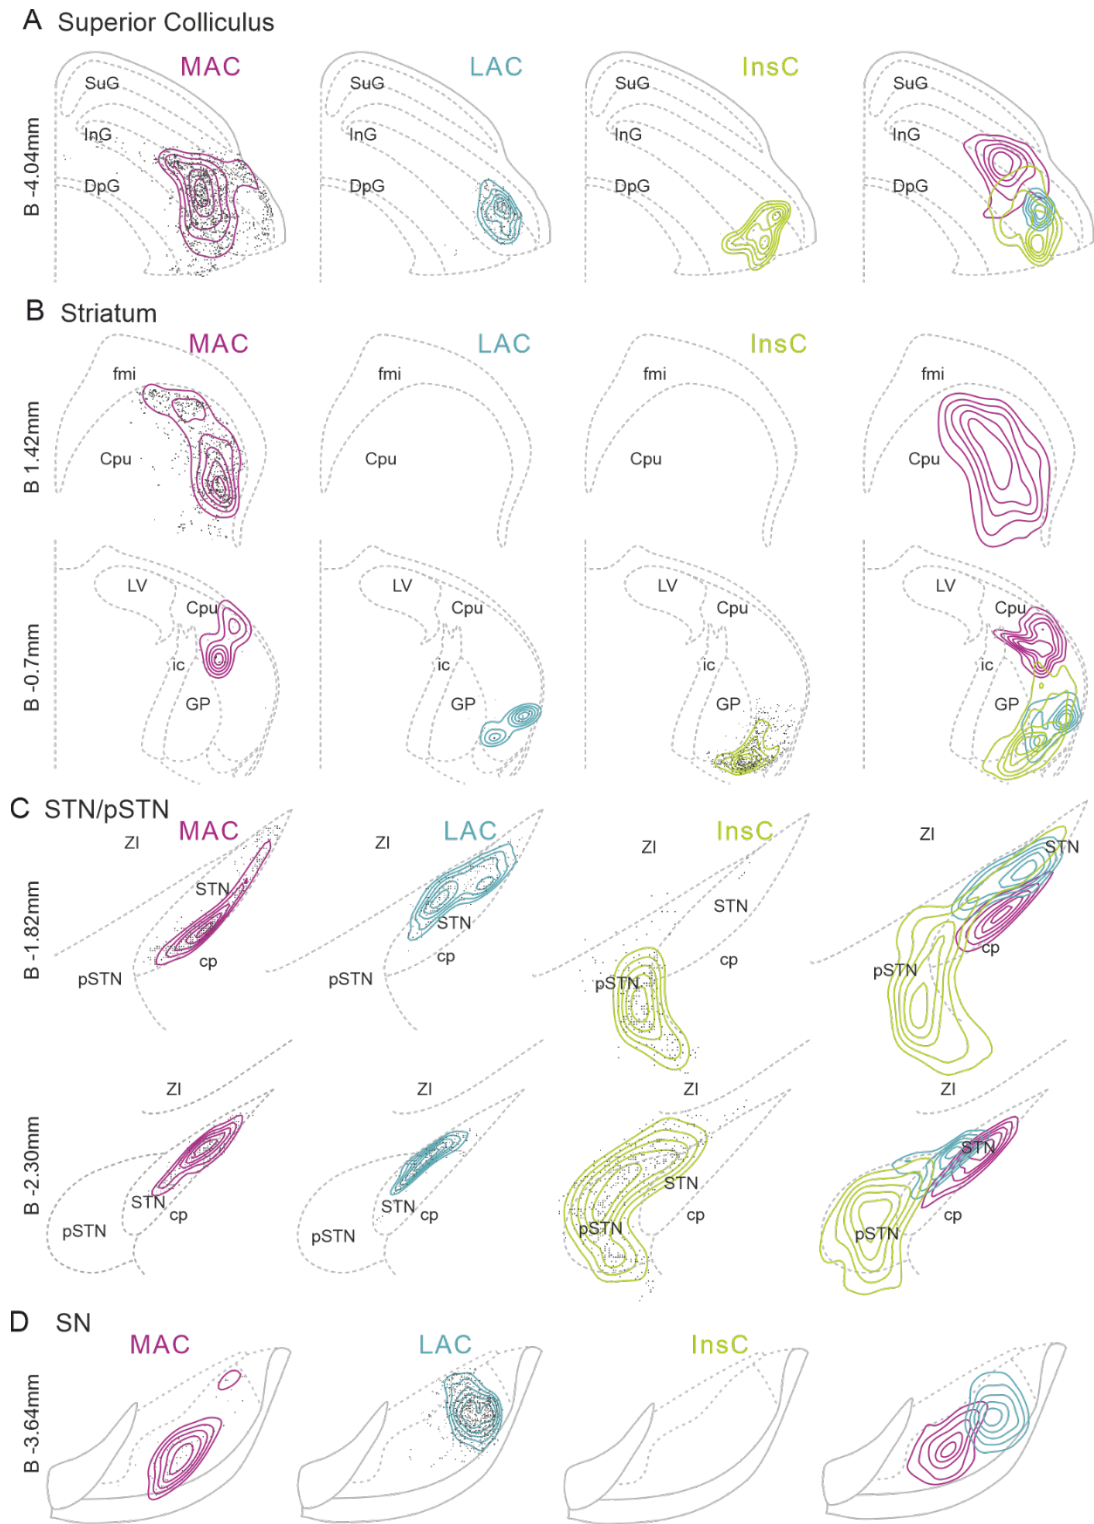 A Superior Colliculus
MAC LAC InsC
SuG SuG SuG SuG
InG InG InG InG
DpG DpG DpG DpG
B -4.04mm
B Striatum
MAC LAC InsC
fmi fmi fmi fmi
Cpu Cpu Cpu Cpu
B 1.42mm
LV LV LV LV
Cpu Cpu Cpu Cpu
ic ic ic ic
GP GP GP GP
B -0.7mm
C STN/pSTN
MAC LAC InsC
ZI ZI ZI ZI
STN STN STN STN
cp cp cp cp
pSTN pSTN pSTN pSTN
B -1.82mm
ZI ZI ZI ZI
STN STN STN STN
cp cp cp cp
pSTN pSTN pSTN pSTN
B -2.30mm
D SN
MAC LAC InsC
B -3.64mm